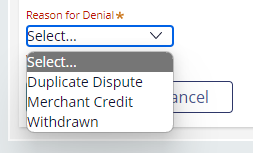 Reason for Denial*
Select...
Select...
Duplicate Dispute
Merchant Credit
Withdrawn
ancel